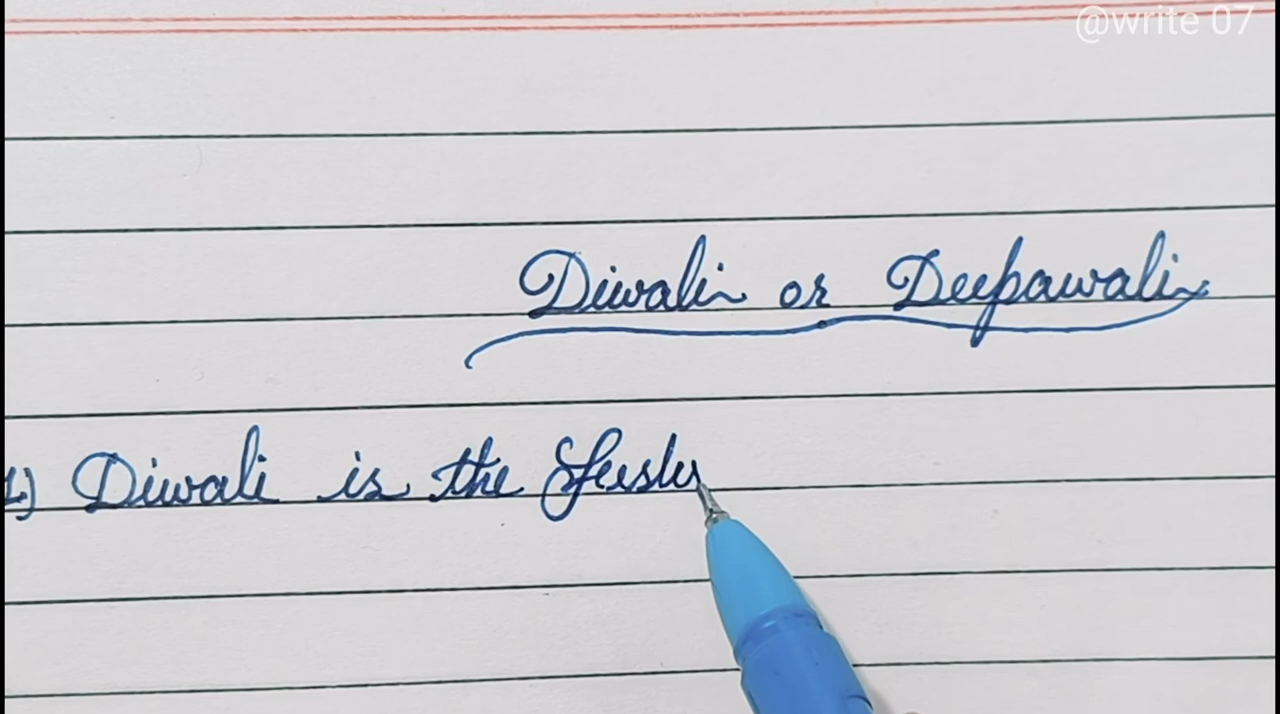 @write 07
Diwali or Deepawali
1) Diwali is the